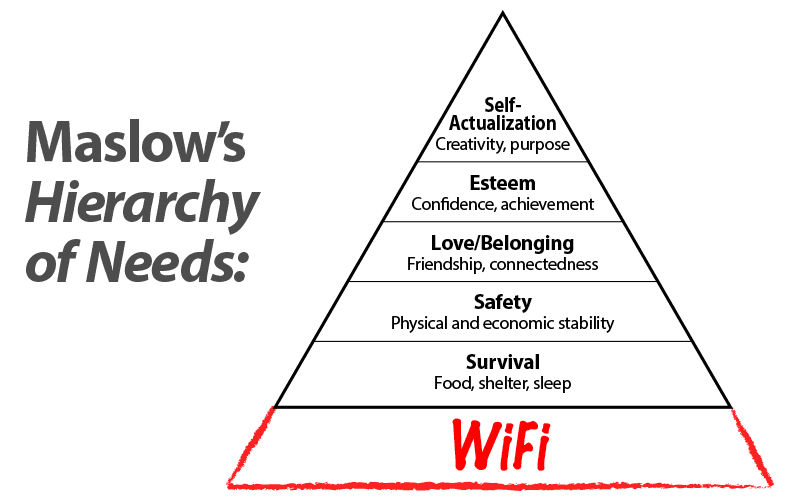 Maslow's
Hierarchy
of Needs:
Self-
Actualization
Creativity, purpose
Esteem
Confidence, achievement
Love/Belonging
Friendship, connectedness
Safety
Physical and economic stability
Survival
Food, shelter, sleep
WiFi